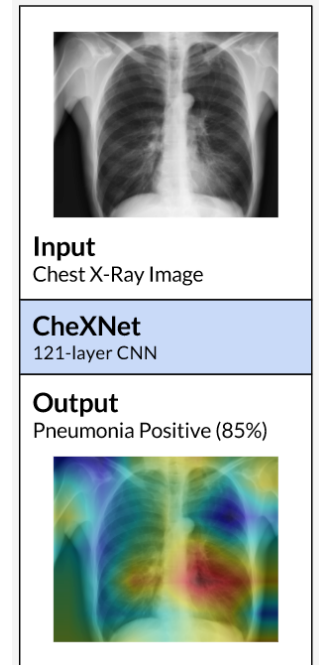 Input
Chest X-Ray Image
CheXNet
121-layer CNN
Output
Pneumonia Positive (85%)